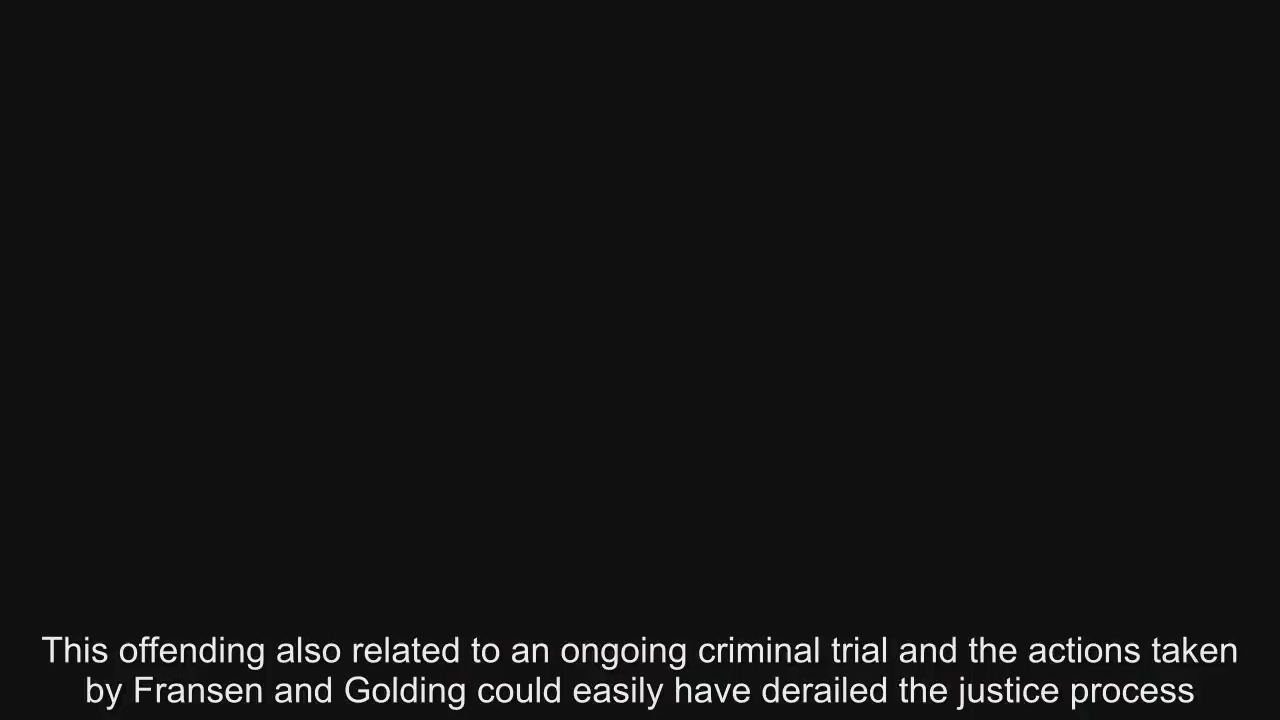 This offending also related to an ongoing criminal trial and the actions taken
by Fransen and Golding could easily have derailed the justice process